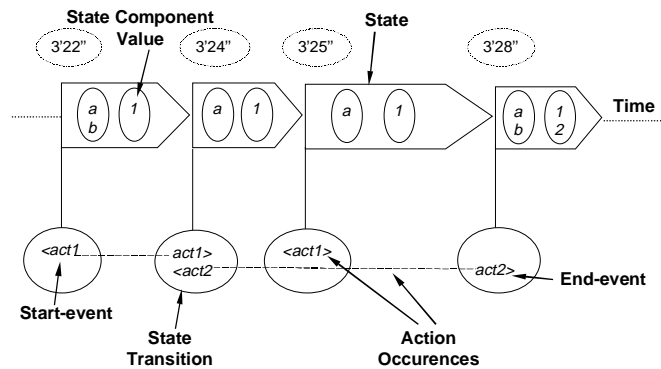 State Component
Value
State
3'22" 3'24" 3'25" 3'28"
a 1 a 1 a 1 a 1
b b 2
Time
<act1 act1> <act1>
<act2 act2>
Start-event
End-event
State
Transition
Action
Occurences